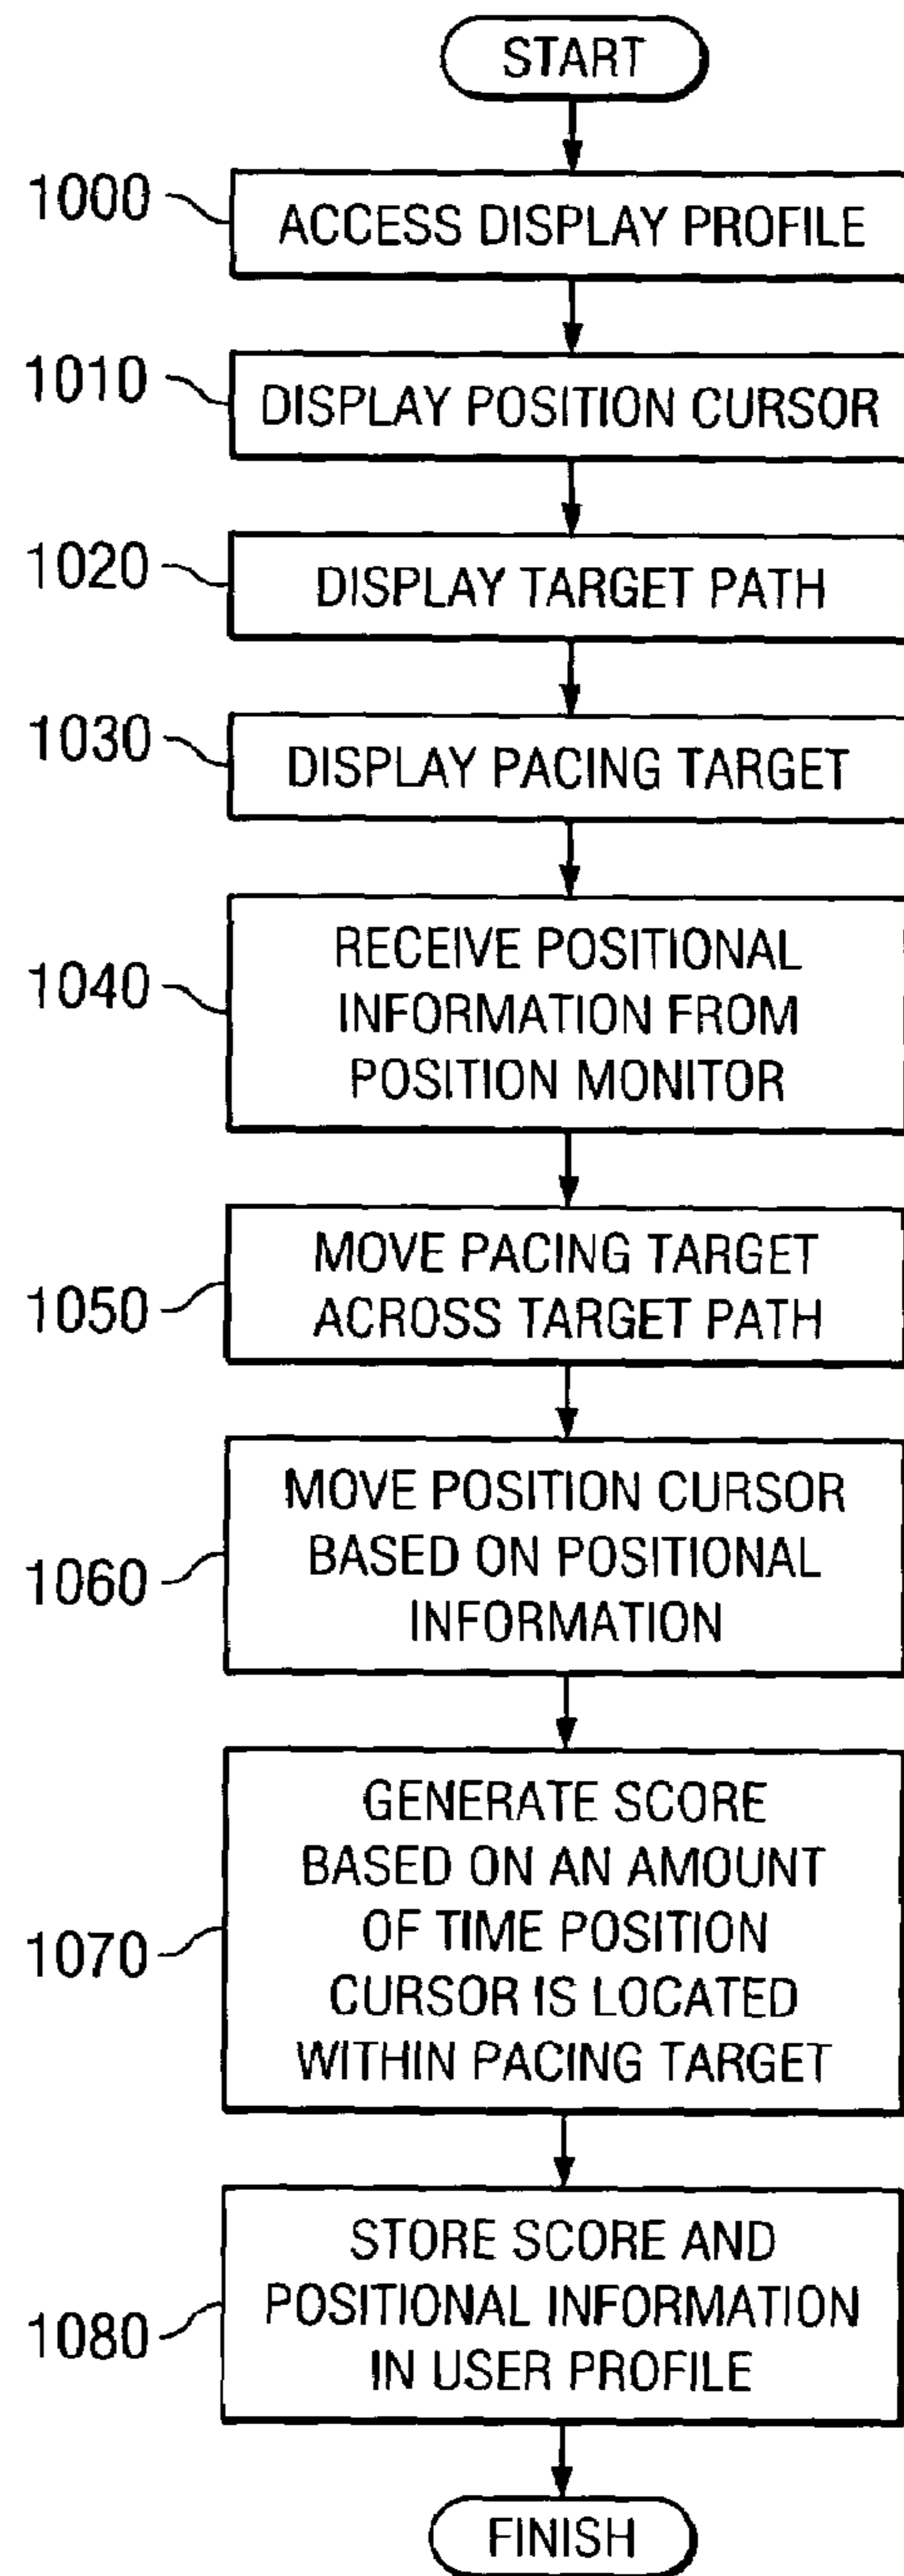 START
1000
ACCESS DISPLAY PROFILE
1010
DISPLAY POSITION CURSOR
1020
DISPLAY TARGET PATH
1030
DISPLAY PACING TARGET
1040
RECEIVE POSITIONAL
INFORMATION FROM
POSITION MONITOR
1050
MOVE PACING TARGET
ACROSS TARGET PATH
1060
MOVE POSITION CURSOR
BASED ON POSITIONAL
INFORMATION
1070
GENERATE SCORE
BASED ON AN AMOUNT
OF TIME POSITION
CURSOR IS LOCATED
WITHIN PACING TARGET
1080
STORE SCORE AND
POSITIONAL INFORMATION
IN USER PROFILE
FINISH